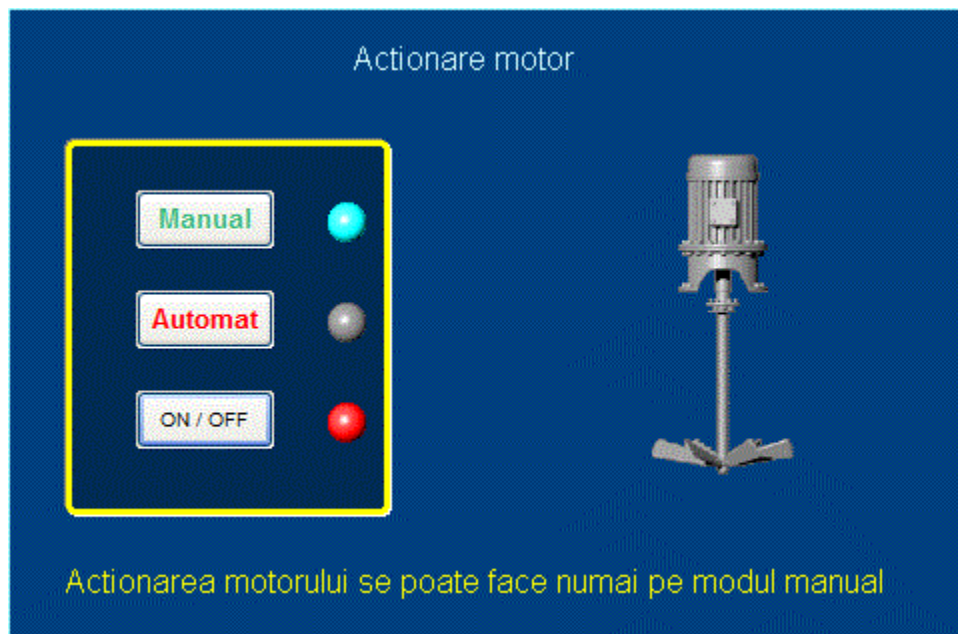 Actionare motor
Manual
Automat
ON / OFF
Actionarea motorului se poate face numai pe modul manual